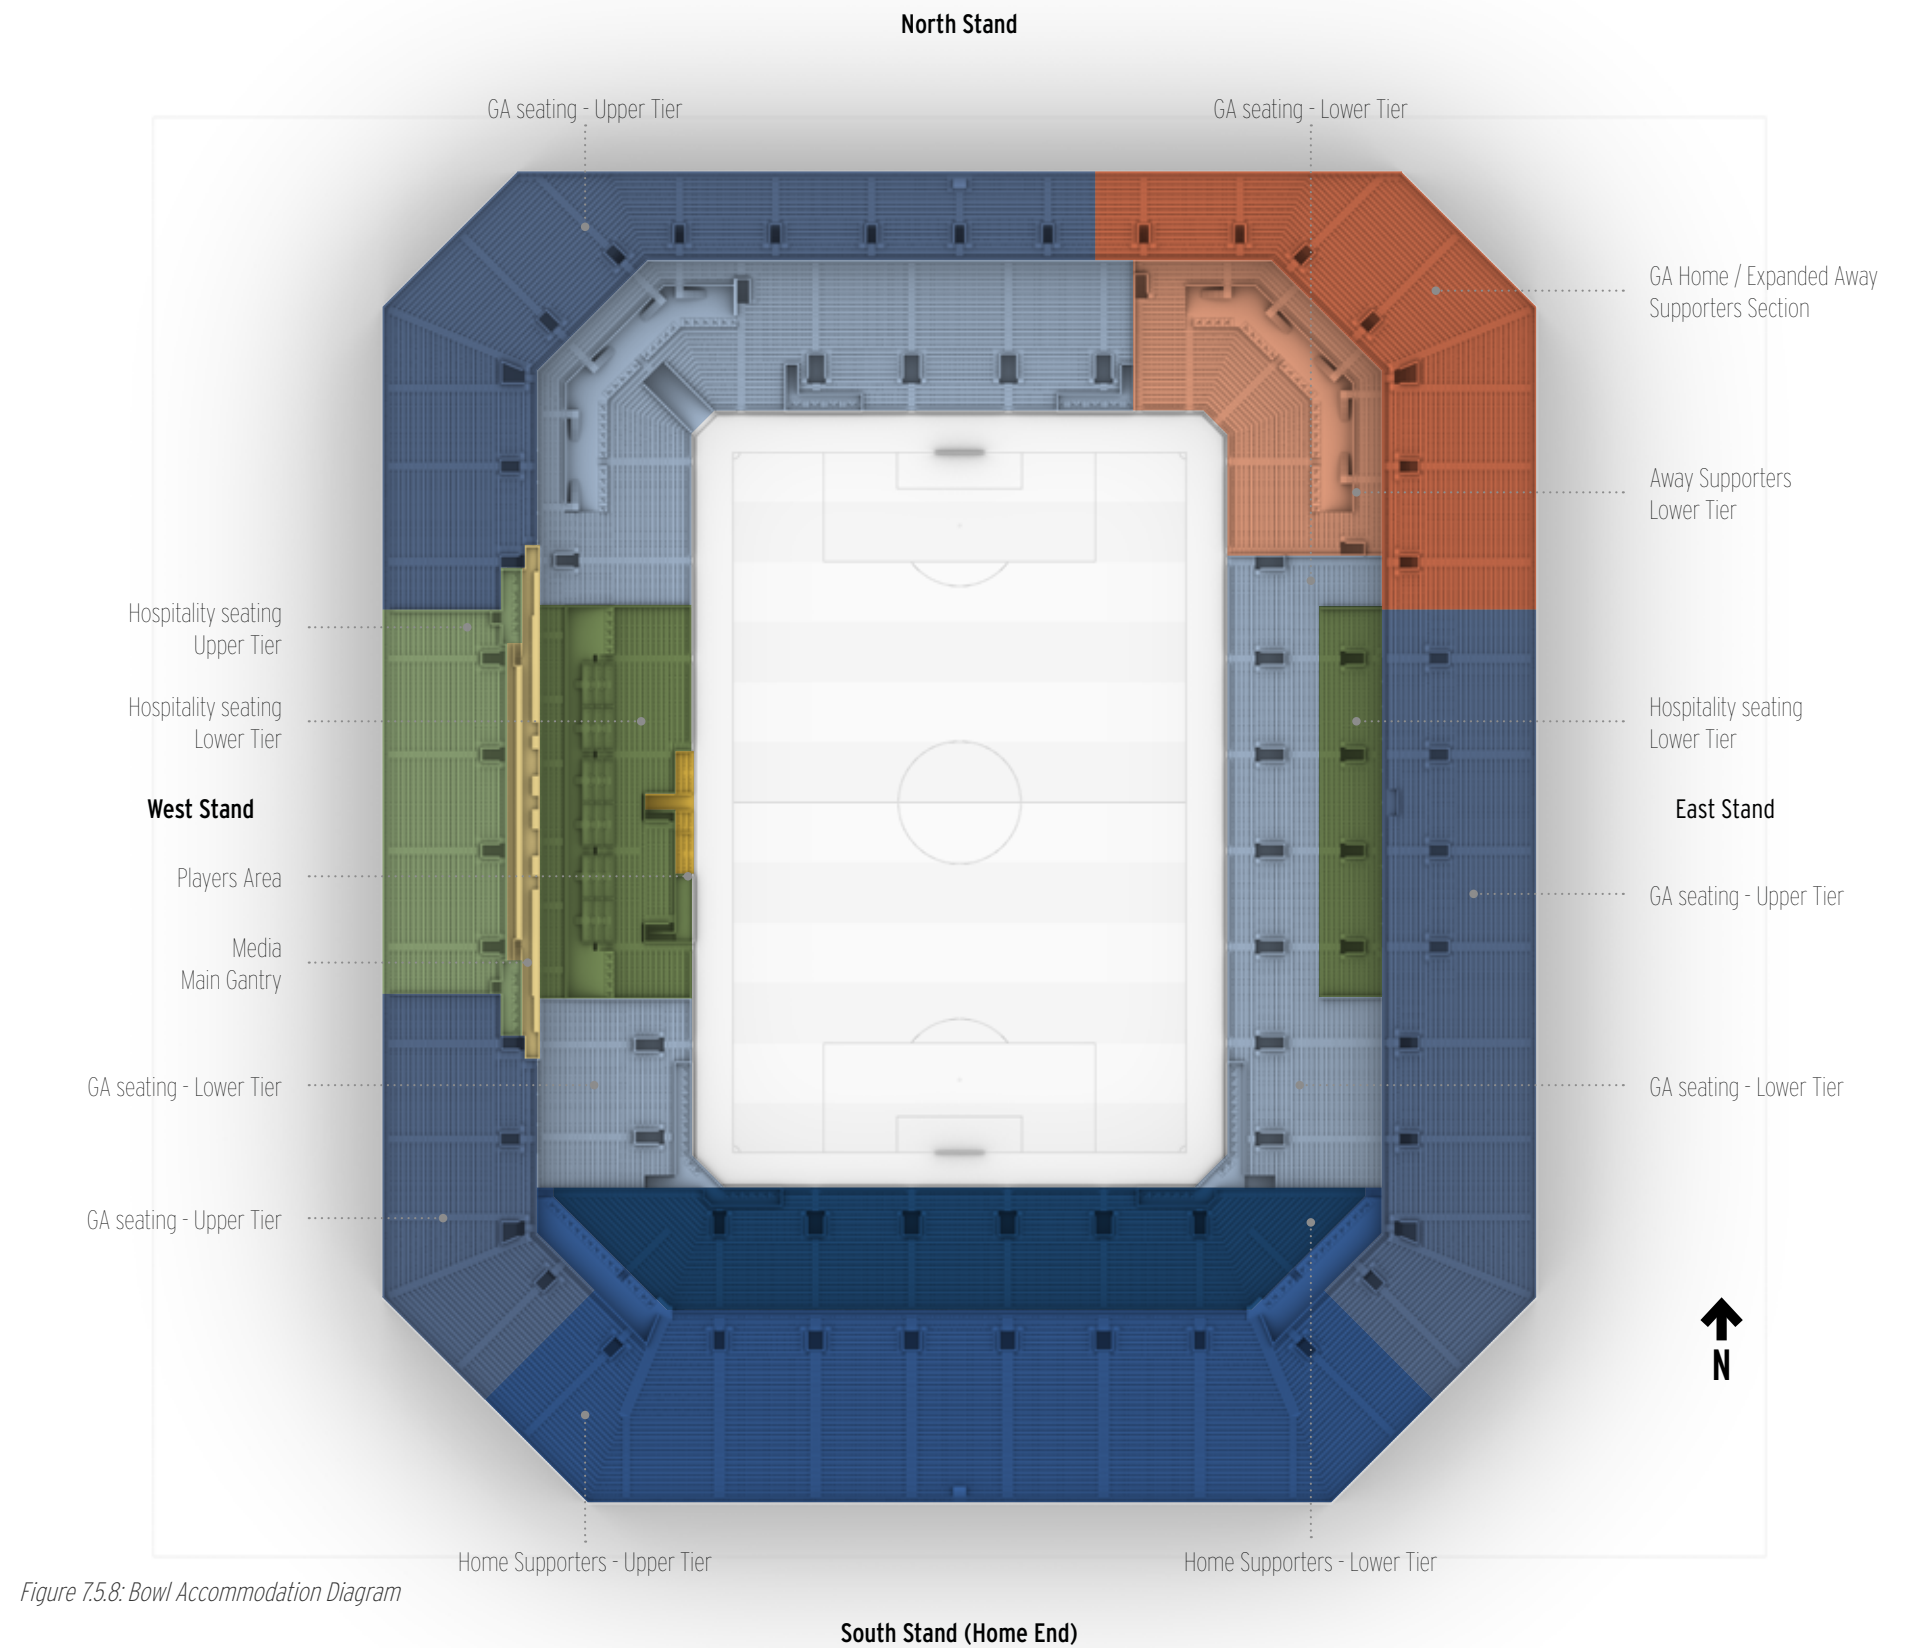 North Stand
GA seating - Upper Tier
GA seating - Lower Tier
GA Home / Expanded Away
Supporters Section
Away Supporters
Lower Tier
Hospitality seating
Upper Tier
Hospitality seating
Lower Tier
Hospitality seating
Lower Tier
West Stand
East Stand
Players Area
GA seating - Upper Tier
Media
Main Gantry
GA seating - Lower Tier
GA seating - Lower Tier
GA seating - Upper Tier
N
Home Supporters - Upper Tier
Home Supporters - Lower Tier
Figure 7.5.8: Bowl Accommodation Diagram
South Stand (Home End)